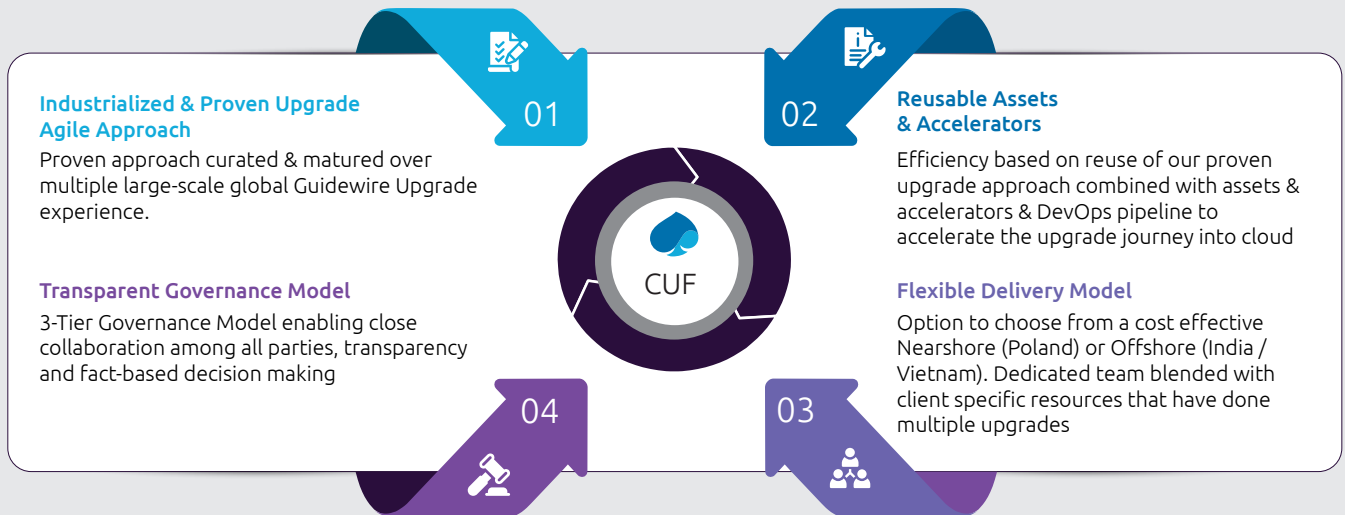 Industrialized & Proven Upgrade
Agile Approach
Proven approach curated & matured over
multiple large-scale global Guidewire Upgrade
experience.
01
02
Reusable Assets
& Accelerators
Efficiency based on reuse of our proven
upgrade approach combined with assets &
accelerators & DevOps pipeline to
accelerate the upgrade journey into cloud
CUF
Flexible Delivery Model
Option to choose from a cost effective
Nearshore (Poland) or Offshore (India /
Vietnam). Dedicated team blended with
client specific resources that have done
multiple upgrades
03
Transparent Governance Model
3-Tier Governance Model enabling close
collaboration among all parties, transparency
and fact-based decision making
04